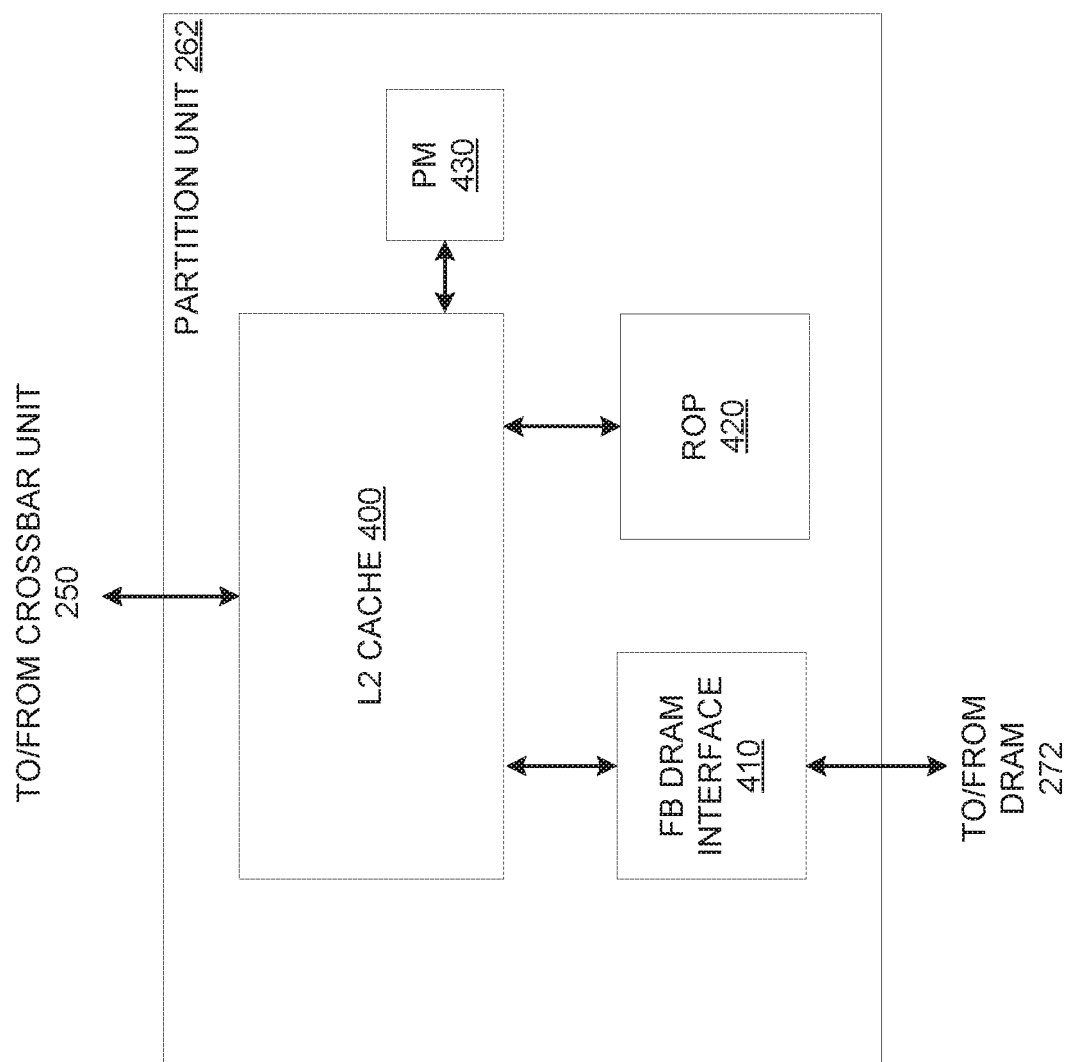 TO/FROM CROSSBAR UNIT
250
PARTITION UNIT 262
L2 CACHE 400
PM
430
FB DRAM
INTERFACE
410
ROP
420
TO/FROM
DRAM
272